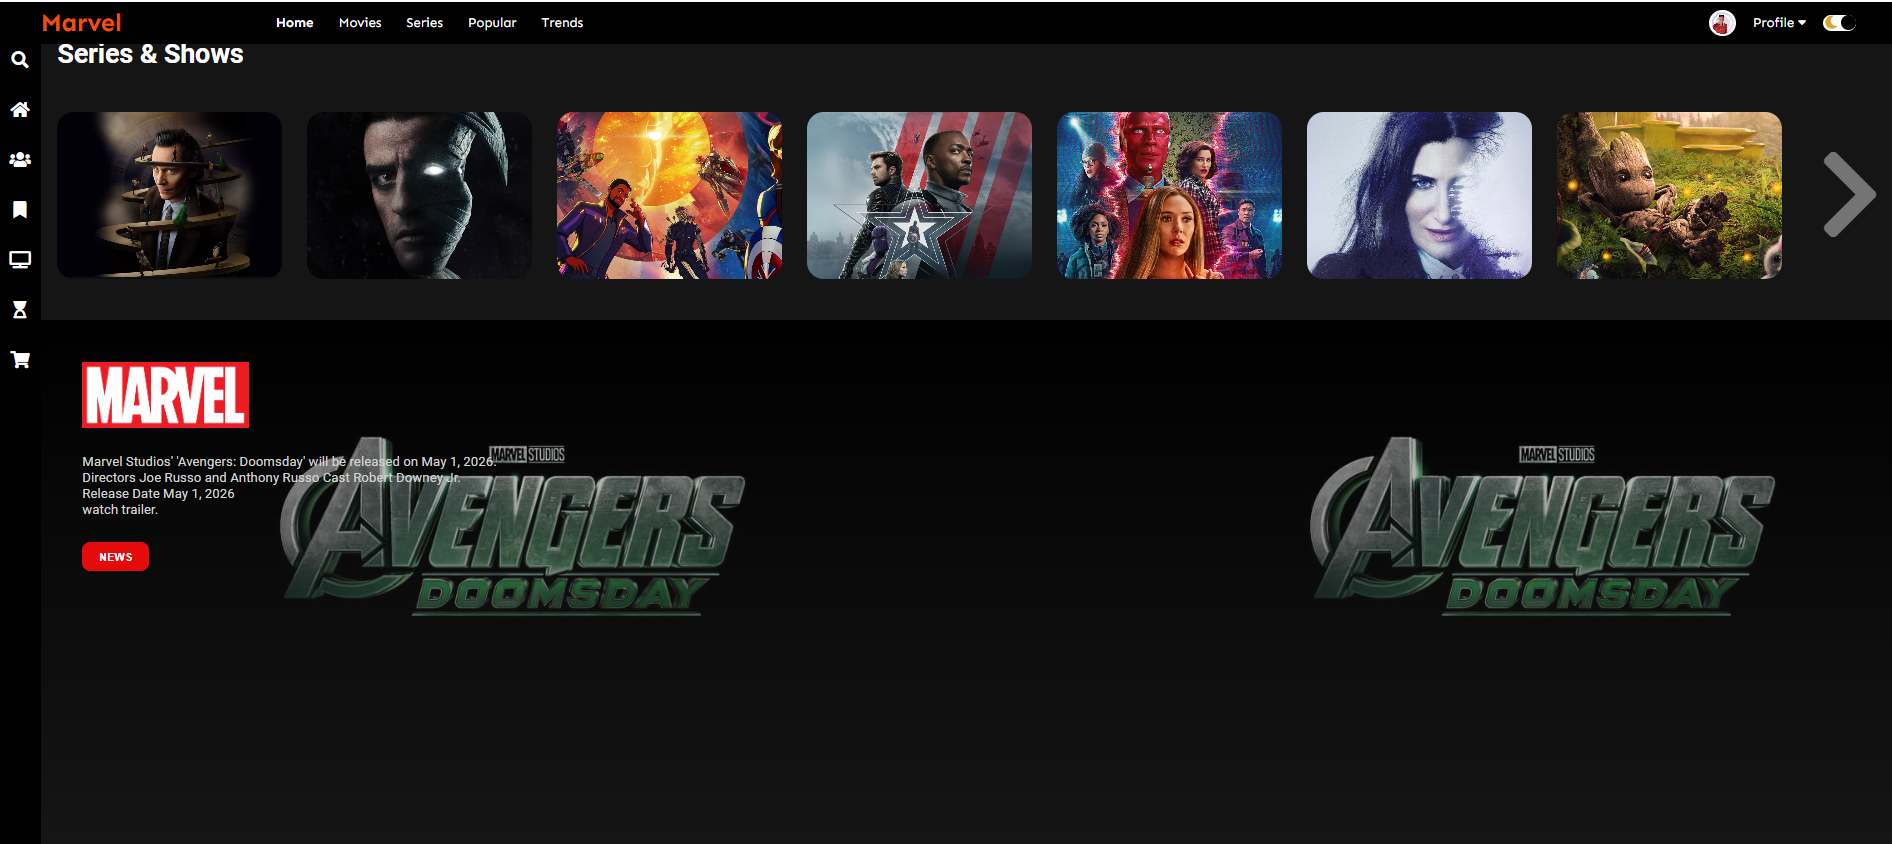 Marvel
Home
Movies
Series
Popular
Trends
Profile
Series & Shows
MARVEL
Marvel Studios' 'Avengers: Doomsday' will be released on May 1, 2026.
Directors Joe Russo and Anthony Russo Cast Robert Downey Jr.
Release Date May 1, 2026
watch trailer.
NEWS
MARVEL STUDIOS
AVENGERS
DOOMSDAY
MARVEL STUDIOS
AVENGERS
DOOMSDAY